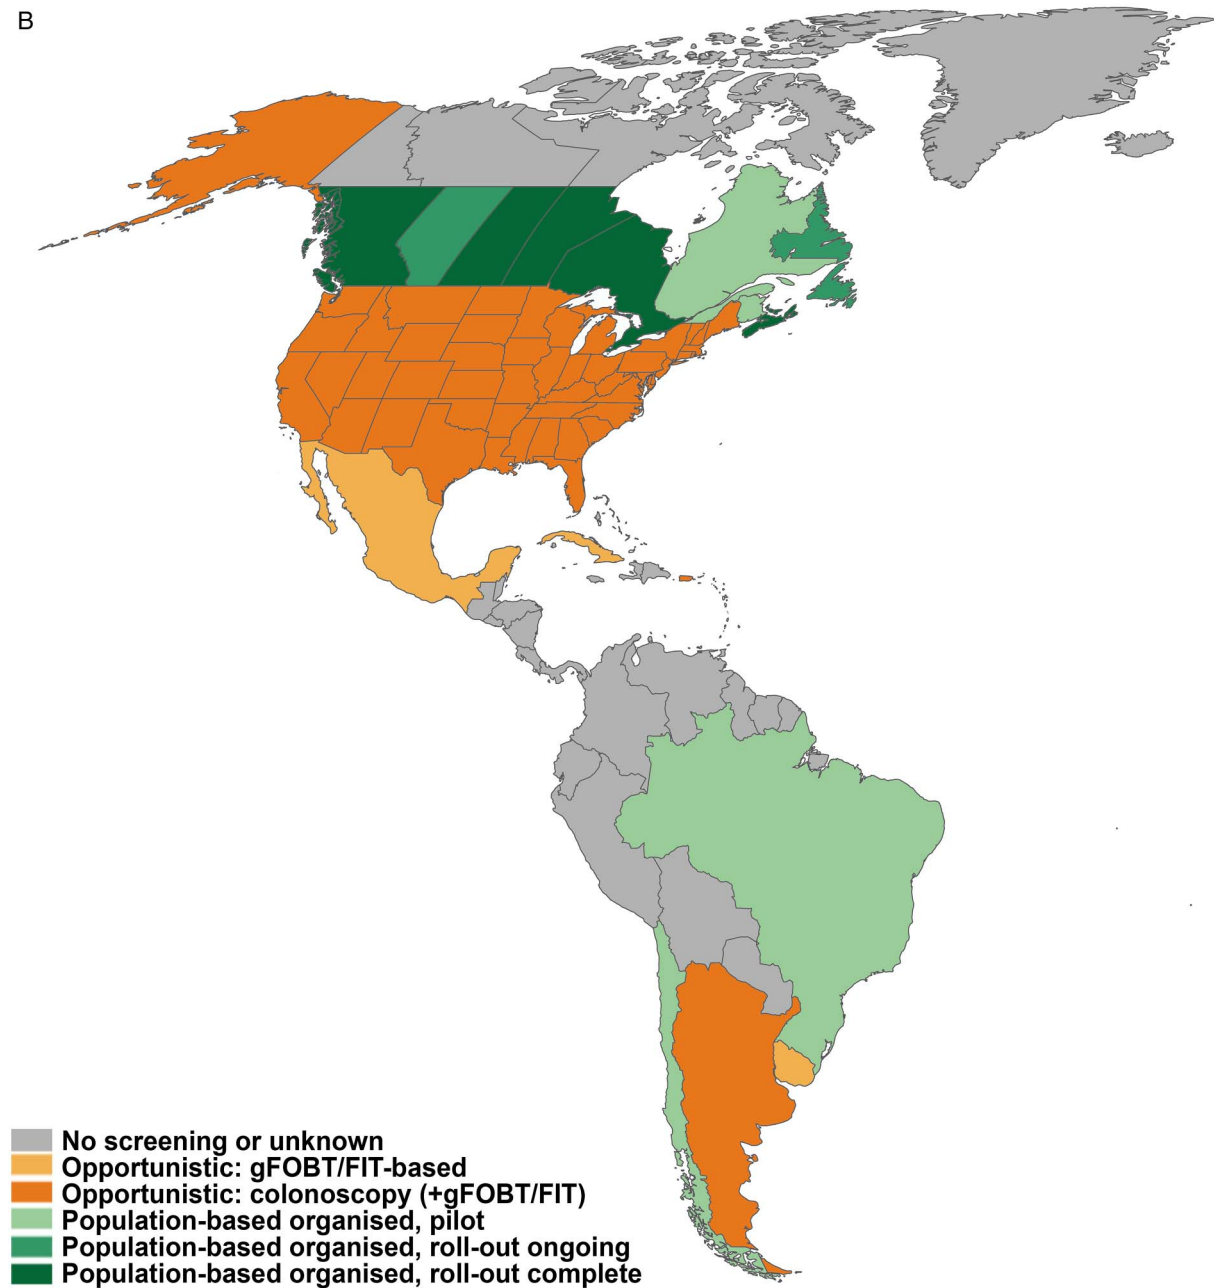 B
No screening or unknown
Opportunistic: gFOBT/FIT-based
Opportunistic: colonoscopy (+gFOBT/FIT)
Population-based organised, pilot
Population-based organised, roll-out ongoing
Population-based organised, roll-out complete